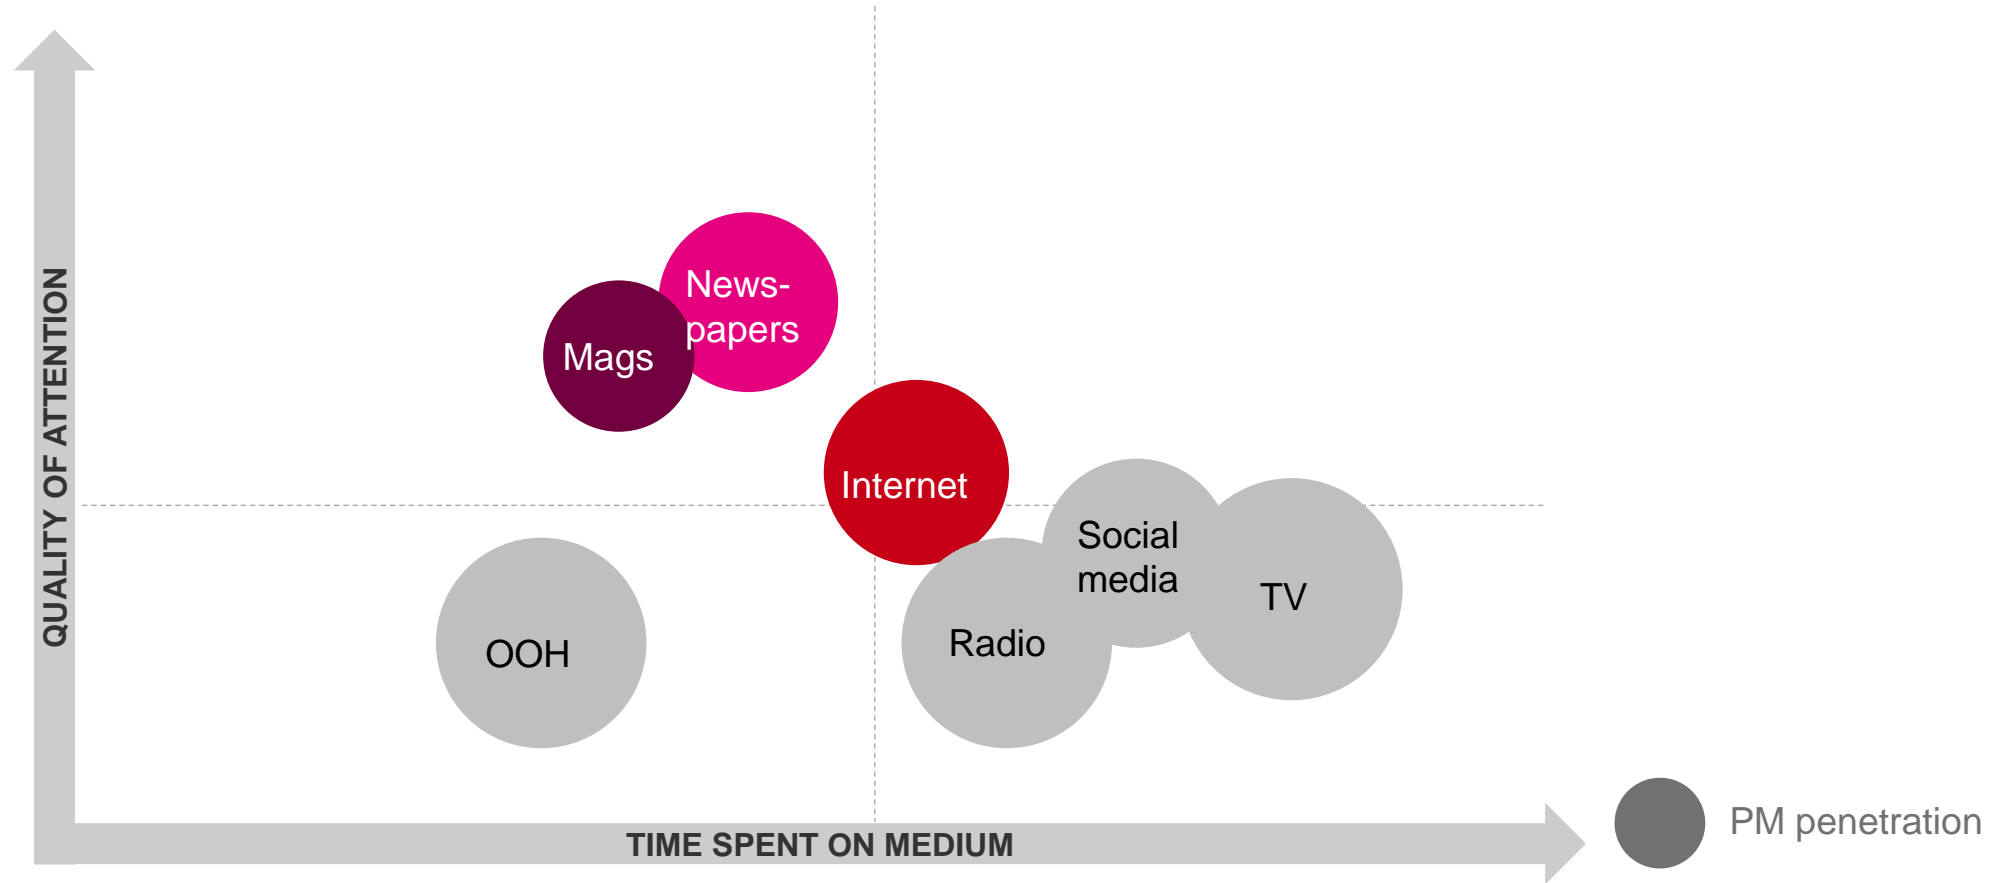 QUALITY OF ATTENTION
News-
papers
Mags
Internet
Social
media
TV
Radio
OOH
TIME SPENT ON MEDIUM
PM penetration